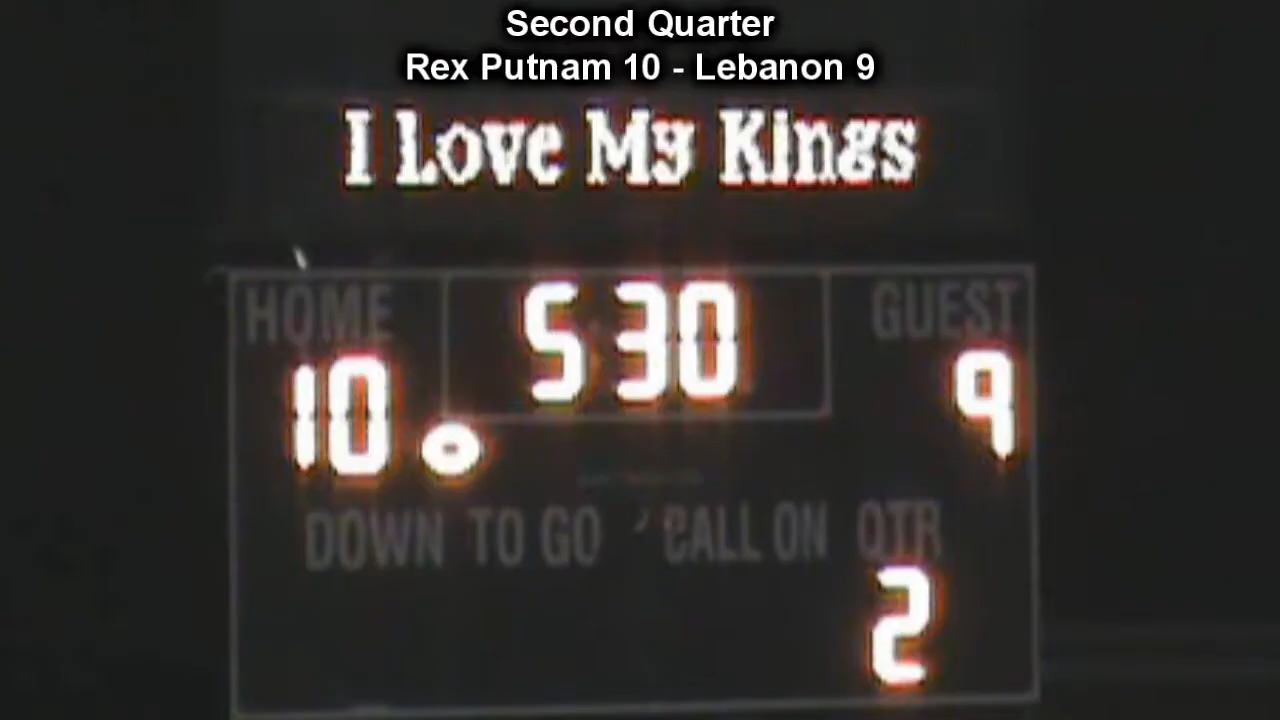 Second Quarter
Rex Putnam 10 - Lebanon 9
I Love My Kings
HOME 5:30 GUEST
10 9
DOWN TO GO CALL ON QTR
2